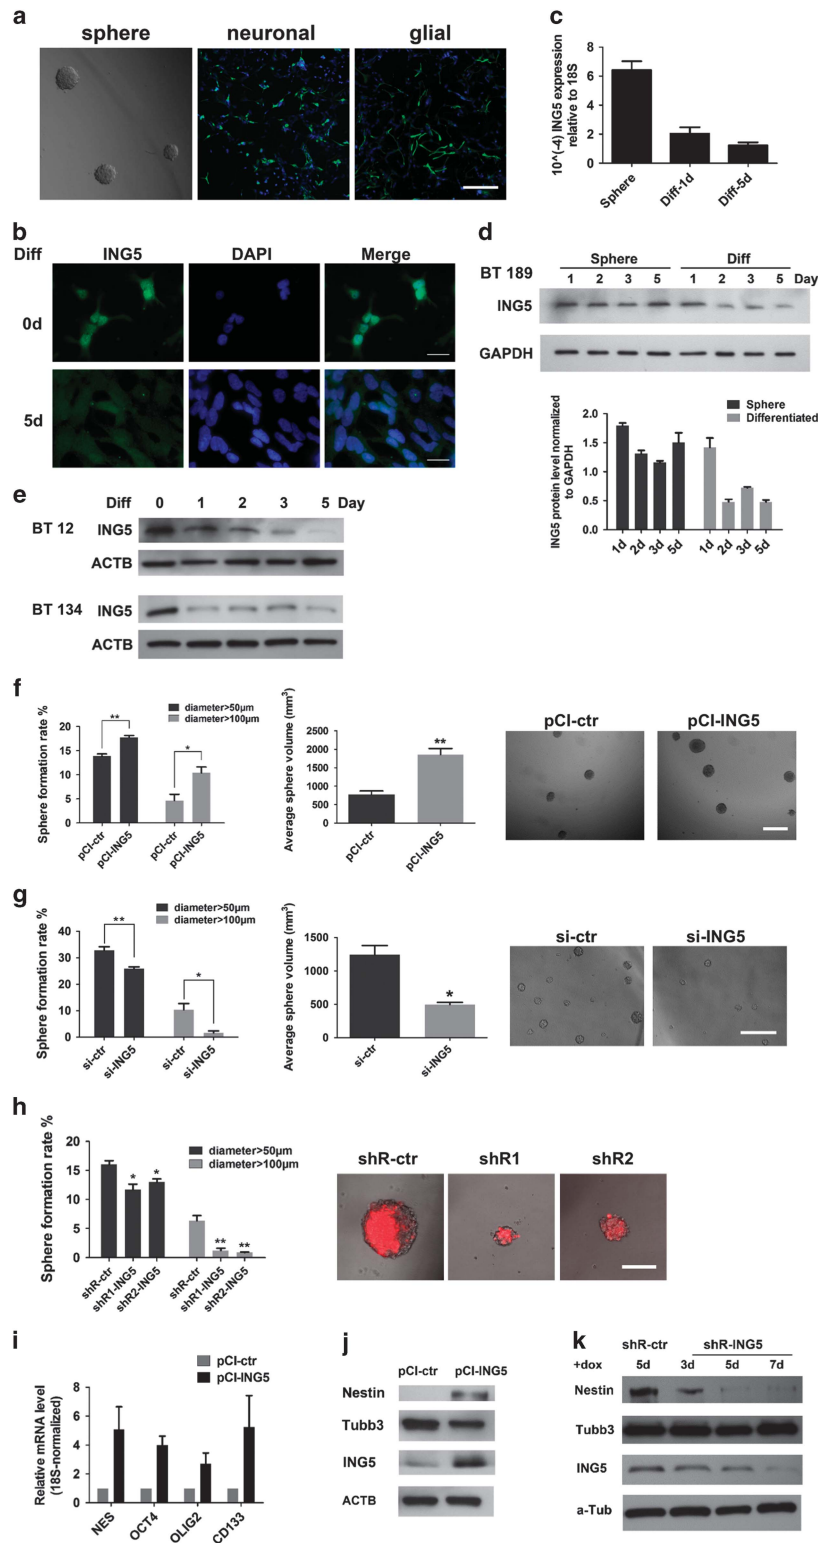 a
sphere neuronal glial
b
Diff ING5 DAPI Merge
0d
5d
c
10^(-4) ING5 expression
relative to 18S
8
6
4
2
0
Sphere Diff-1d Diff-5d
d
Sphere Diff
BT 189 1 2 3 5 1 2 3 5 Day
ING5
GAPDH
Sphere
Differentiated
ING5 protein level normalized
to GAPDH
2.0
1.5
1.0
0.5
0.0
1d 2d 3d 5d 1d 2d 3d 5d
e
Diff 0 1 2 3 5 Day
BT 12 ING5
ACTB
BT 134 ING5
ACTB
f
Sphere formation rate %
diameter>50μm
diameter>100μm
20
15
10
5
0
** *
pCI-ctr pCI-ING5 pCI-ctr pCI-ING5
Average sphere volume (mm³)
2500
2000
1500
1000
500
0
**
pCI-ctr pCI-ING5
pCI-ctr pCI-ING5
g
Sphere formation rate %
diameter>50μm
diameter>100μm
50
40
30
20
10
0
** *
si-ctr si-ING5 si-ctr si-ING5
Average sphere volume (mm³)
1500
1000
500
0
*
si-ctr si-ING5
si-ctr si-ING5
h
Sphere formation rate %
diameter>50μm
diameter>100μm
20
15
10
5
0
* * ** **
shR-ctr shR1-ING5 shR2-ING5 shR-ctr shR1-ING5 shR2-ING5
shR-ctr shR1 shR2
i
pCI-ctr
pCI-ING5
Relative mRNA level
(18S-normalized)
8
6
4
2
0
NES OCT4 OLIG2 CD133
j
pCI-ctr pCI-ING5
Nestin
Tubb3
ING5
ACTB
k
shR-ctr shR-ING5
+dox 5d 3d 5d 7d
Nestin
Tubb3
ING5
a-Tub